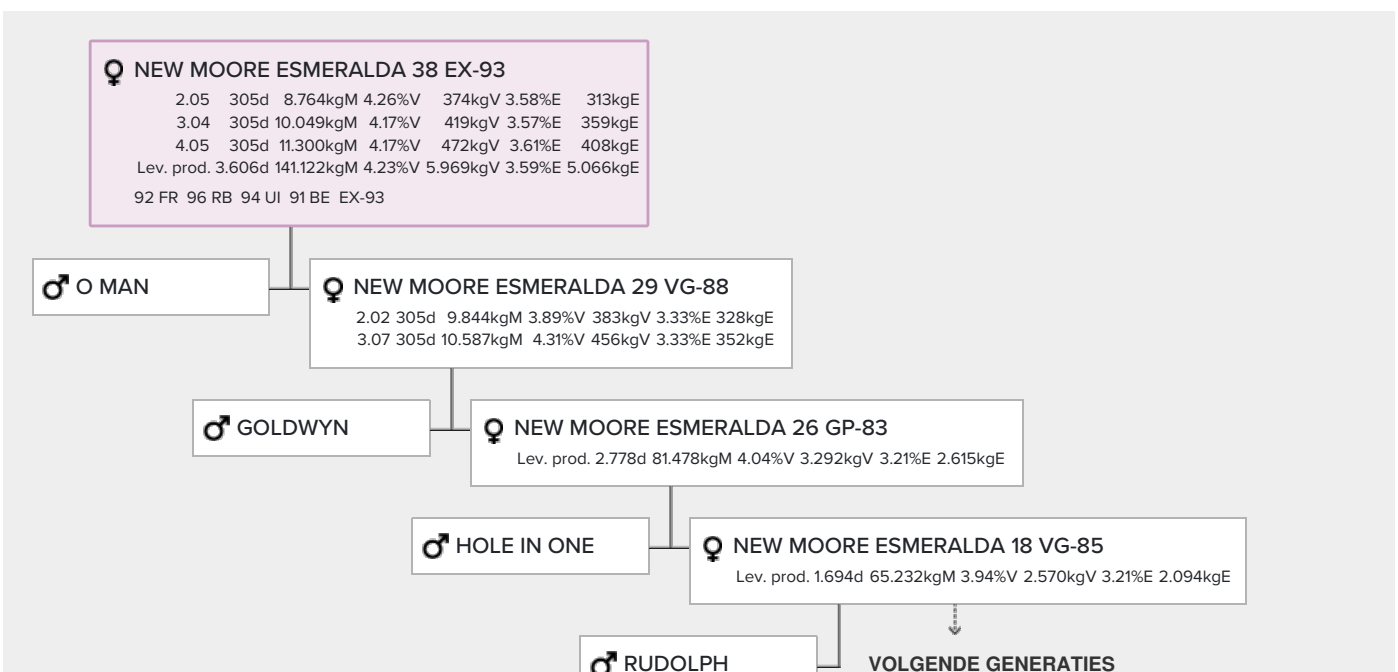 NEW MOORE ESMERALDA 38 EX-93
2.05 305d 8.764kgM 4.26%V 374kgV 3.58%E 313kgE
3.04 305d 10.049kgM 4.17%V 419kgV 3.57%E 359kgE
4.05 305d 11.300kgM 4.17%V 472kgV 3.61%E 408kgE
Lev. prod. 3.606d 141.122kgM 4.23%V 5.969kgV 3.59%E 5.066kgE
92 FR 96 RB 94 UI 91 BE EX-93
O MAN
NEW MOORE ESMERALDA 29 VG-88
2.02 305d 9.844kgM 3.89%V 383kgV 3.33%E 328kgE
3.07 305d 10.587kgM 4.31%V 456kgV 3.33%E 352kgE
GOLDWYN
NEW MOORE ESMERALDA 26 GP-83
Lev. prod. 2.778d 81.478kgM 4.04%V 3.292kgV 3.21%E 2.615kgE
HOLE IN ONE
NEW MOORE ESMERALDA 18 VG-85
Lev. prod. 1.694d 65.232kgM 3.94%V 2.570kgV 3.21%E 2.094kgE
RUDOLPH
VOLGENDE GENERATIES